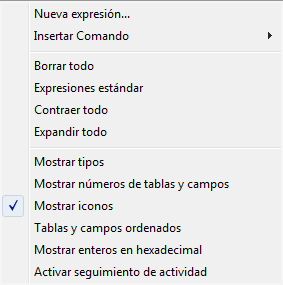 Nueva expresión...
Insertar Comando
Borrar todo
Expresiones estándar
Contraer todo
Expandir todo
Mostrar tipos
Mostrar números de tablas y campos
Mostrar iconos
Tablas y campos ordenados
Mostrar enteros en hexadecimal
Activar seguimiento de actividad